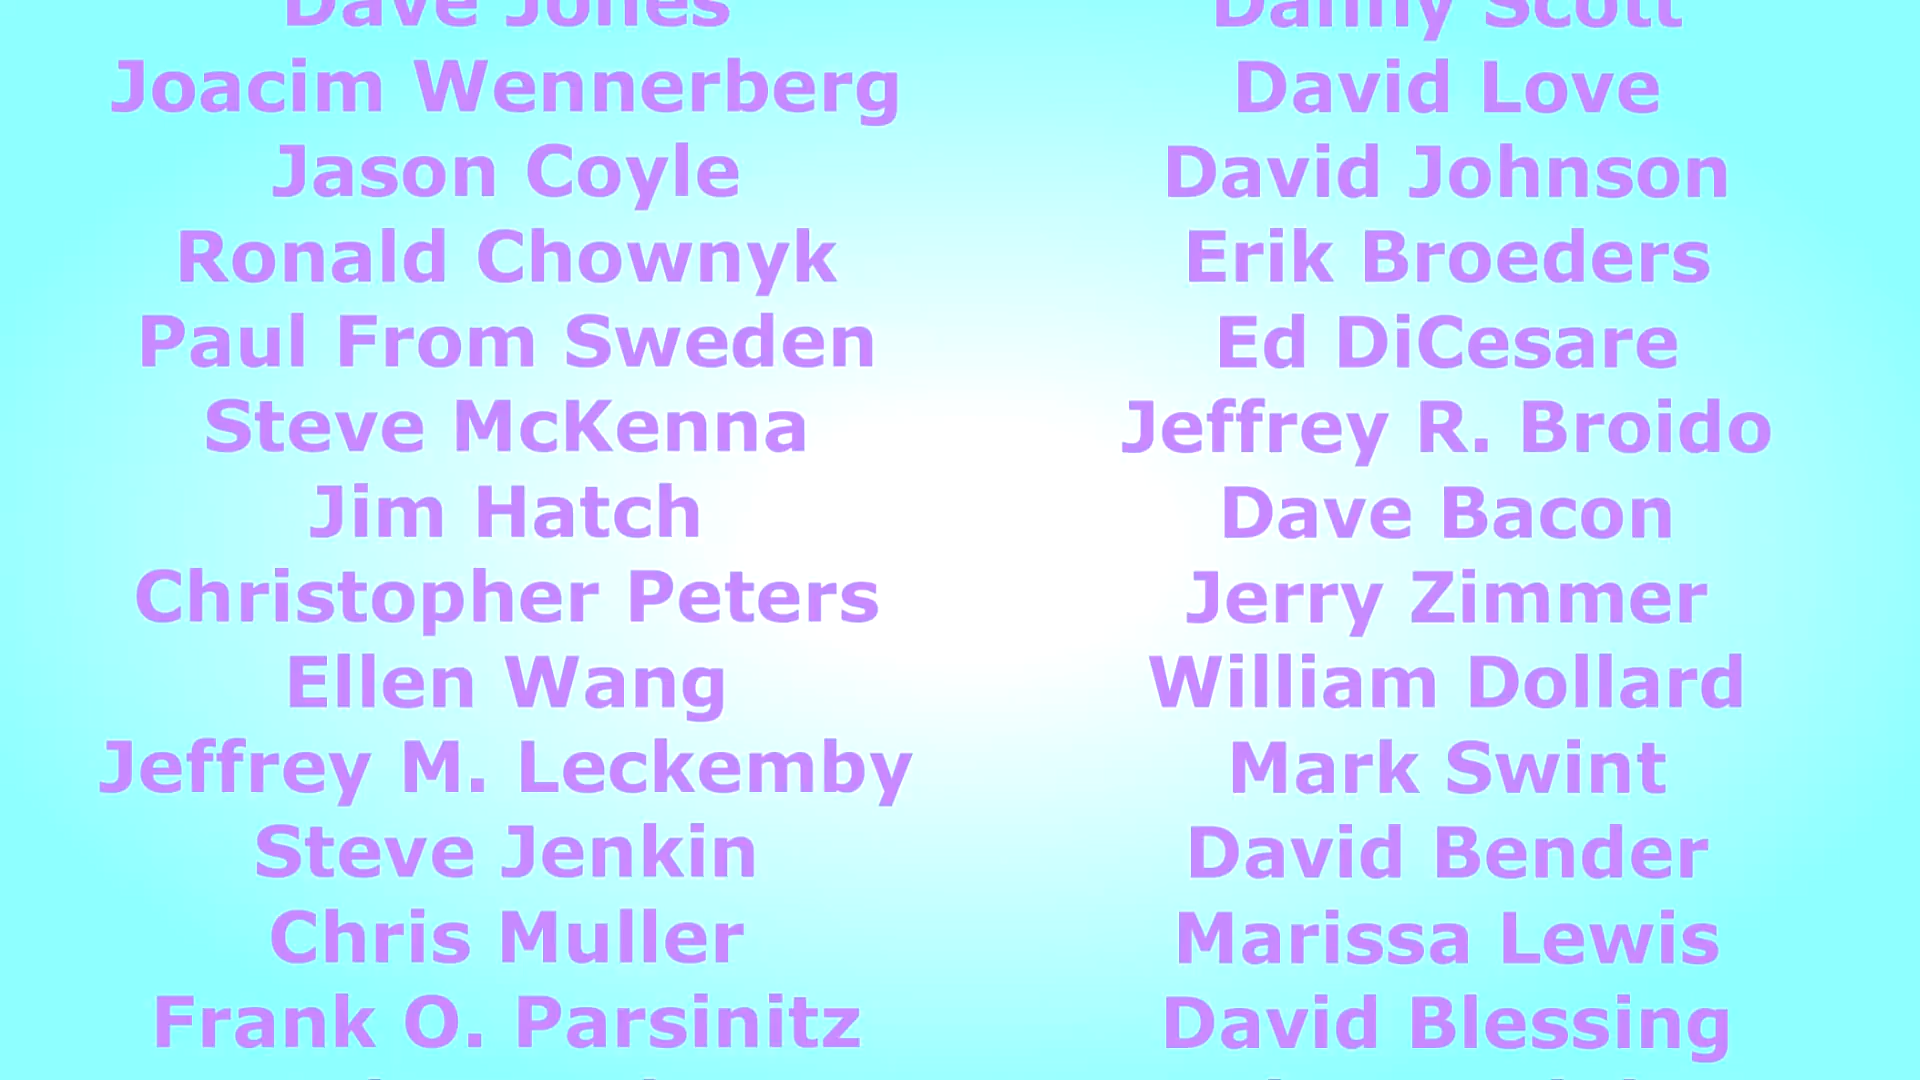 Dave Jones
Joacim Wennerberg
Jason Coyle
Ronald Chownyk
Paul From Sweden
Steve McKenna
Jim Hatch
Christopher Peters
Ellen Wang
Jeffrey M. Leckemby
Steve Jenkin
Chris Muller
Frank O. Parsinitz
Danny Scott
David Love
David Johnson
Erik Broeders
Ed DiCesare
Jeffrey R. Broido
Dave Bacon
Jerry Zimmer
William Dollard
Mark Swint
David Bender
Marissa Lewis
David Blessing